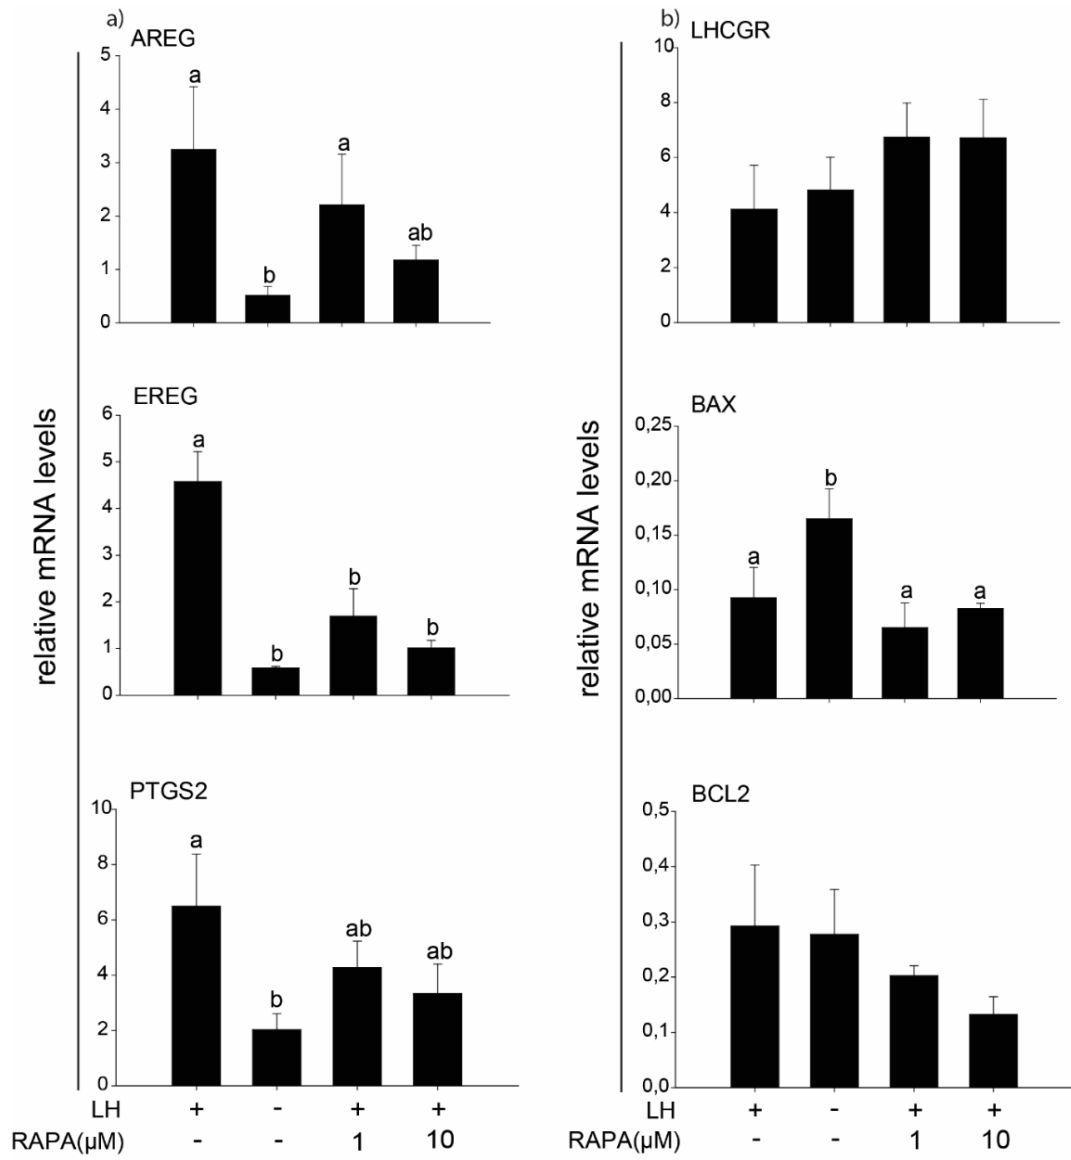 a)
AREG
5
a
4
a
3
2
ab
1
b
0
EREG
6
a
5
4
3
b
2
b
1
b
0
PTGS2
10
a
8
6
ab
ab
4
b
2
0
relative mRNA levels
LH + - + +
RAPA(µM) - - 1 10
b)
LHCGR
10
8
6
4
2
0
BAX
0,25
0,20
b
0,15
a
a
a
0,10
0,05
0,00
BCL2
0,5
0,4
0,3
0,2
0,1
0,0
relative mRNA levels
LH + - + +
RAPA(µM) - - 1 10